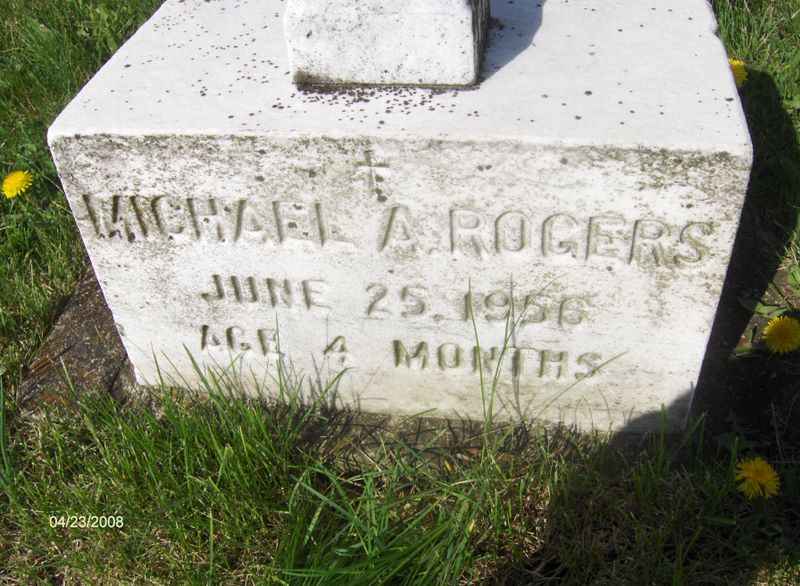 MICHAEL A. ROGERS
JUNE 25, 1956
AGE 4 MONTHS
04/23/2008